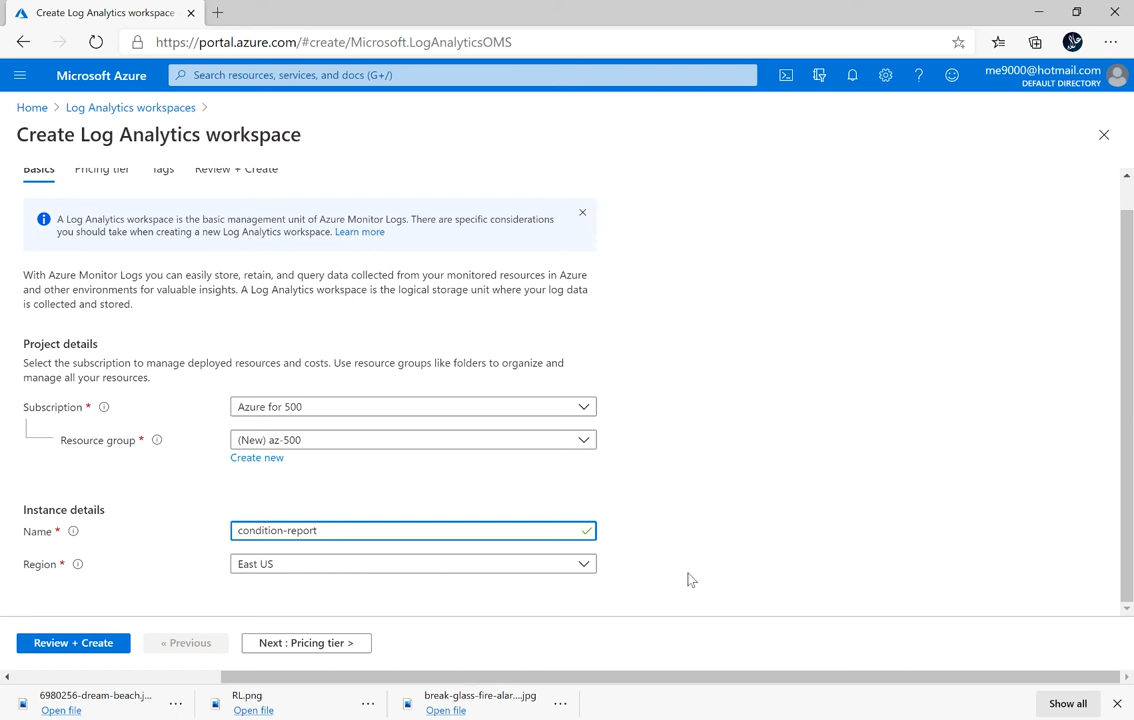 Create Log Analytics workspace
https://portal.azure.com/#create/Microsoft.LogAnalyticsOMS
Microsoft Azure
Search resources, services, and docs (G+/)
me9000@hotmail.com
DEFAULT DIRECTORY
Home > Log Analytics workspaces >
Create Log Analytics workspace
Basics Pricing tier Tags Review + Create
A Log Analytics workspace is the basic management unit of Azure Monitor Logs. There are specific considerations
you should take when creating a new Log Analytics workspace. Learn more
With Azure Monitor Logs you can easily store, retain, and query data collected from your monitored resources in Azure
and other environments for valuable insights. A Log Analytics workspace is the logical storage unit where your log data
is collected and stored.
Project details
Select the subscription to manage deployed resources and costs. Use resource groups like folders to organize and
manage all your resources.
Subscription *
Azure for 500
Resource group *
(New) az-500
Create new
Instance details
Name *
condition-report
Region *
East US
Review + Create
« Previous
Next : Pricing tier >
6980256-dream-beach.j...
Open file
RL.png
Open file
break-glass-fire-alar....jpg
Open file
Show all